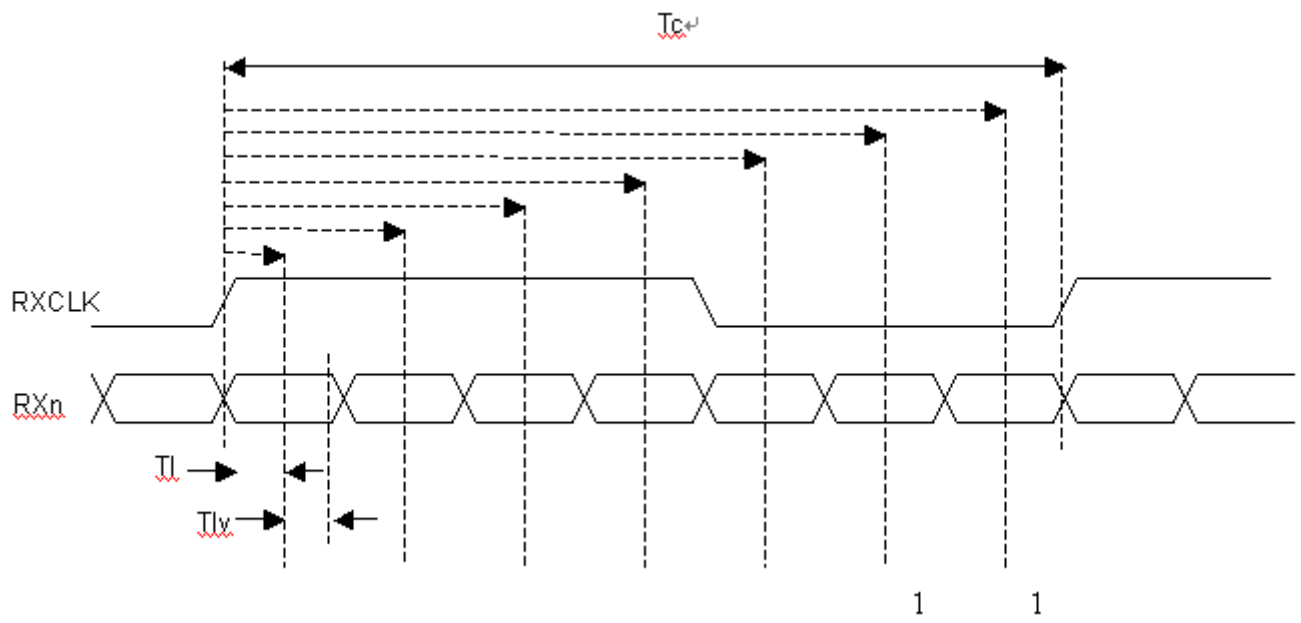 Tc↵
RXCLK
RXn
Tl
Tlv
1 1